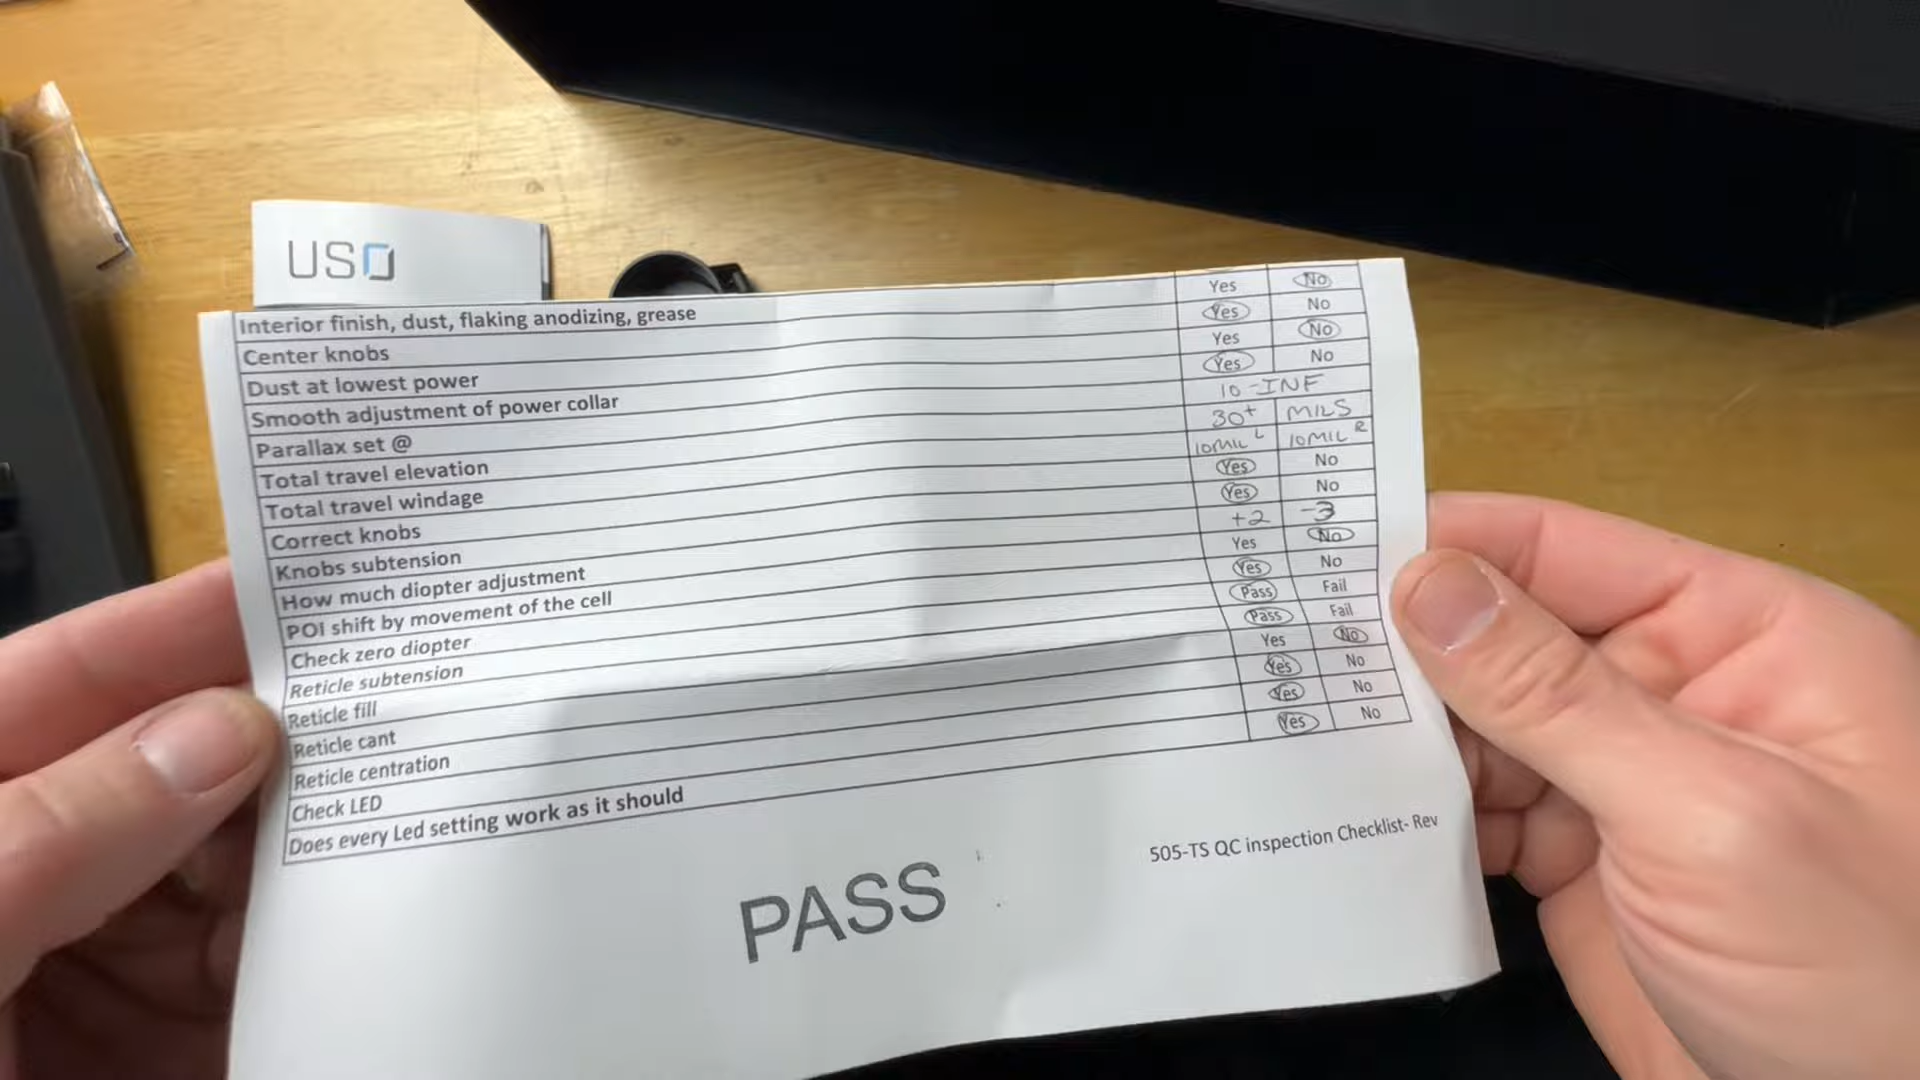 USO
Interior finish, dust, flaking anodizing, grease Yes No
Center knobs Yes No
Dust at lowest power Yes No
Smooth adjustment of power collar Yes No
Parallax set @ 10-INF
Total travel elevation 30+ MILS
Total travel windage 10MIL L 10MIL R
Correct knobs Yes No
Knobs subtension Yes No
How much diopter adjustment +2 -3
POI shift by movement of the cell Yes No
Check zero diopter Yes No
Reticle subtension Pass Fail
Reticle fill Pass Fail
Reticle cant Yes No
Reticle centration Yes No
Check LED Yes No
Does every Led setting work as it should Yes No
505-TS QC inspection Checklist- Rev
PASS